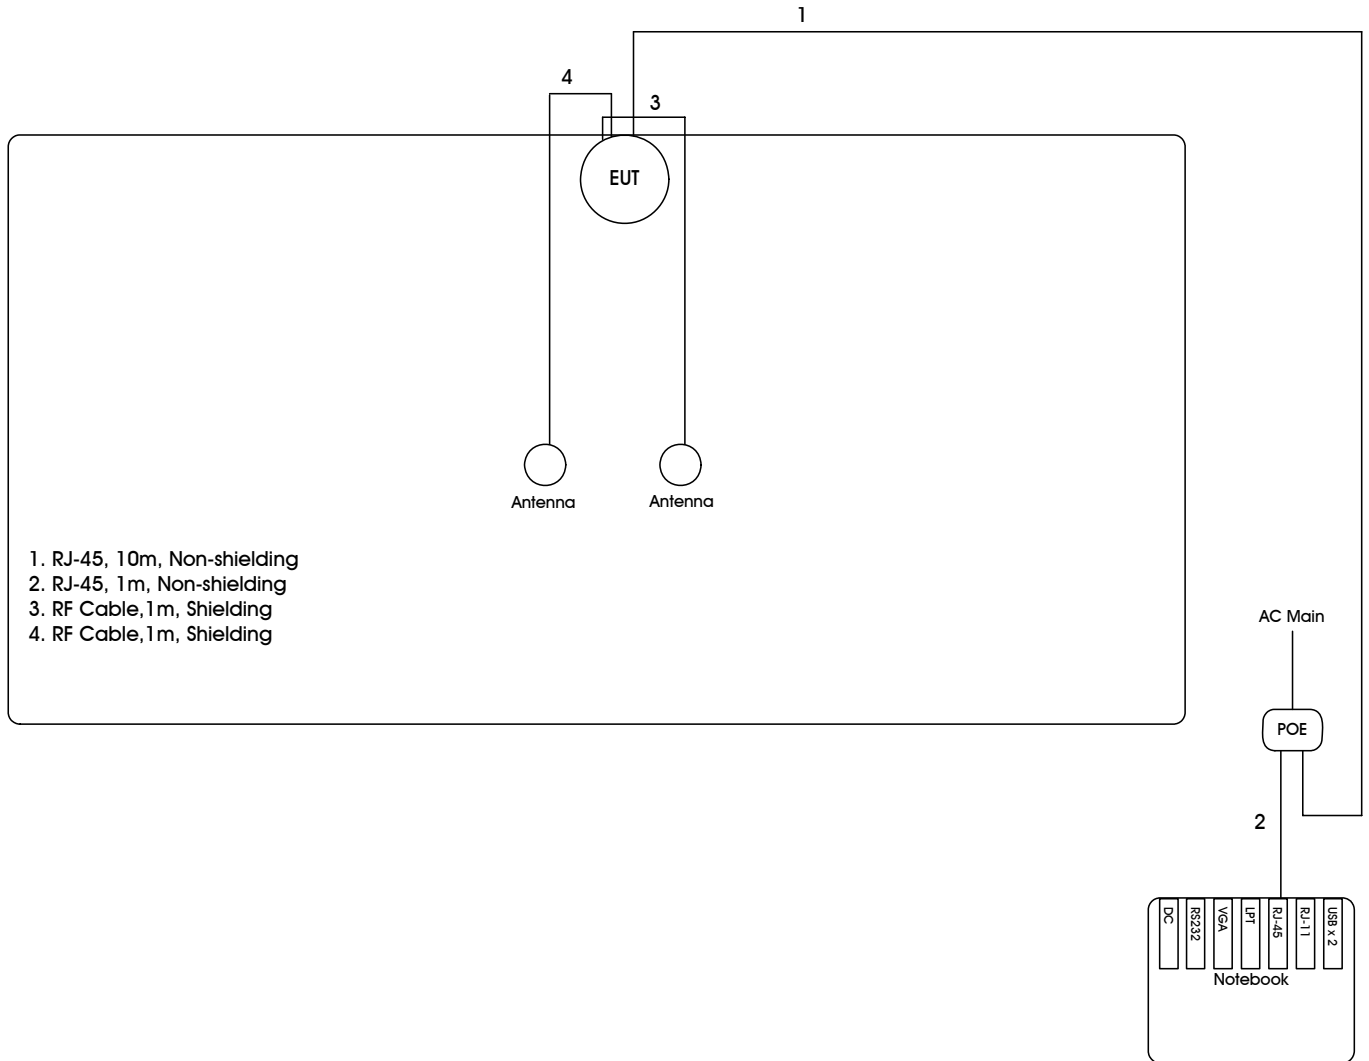 1
4
3
EUT
Antenna
Antenna
1. RJ-45, 10m, Non-shielding
2. RJ-45, 1m, Non-shielding
3. RF Cable,1m, Shielding
4. RF Cable,1m, Shielding
AC Main
POE
2
DC
RS232
VGA
LPT
RJ-45
RJ-11
USB x 2
Notebook